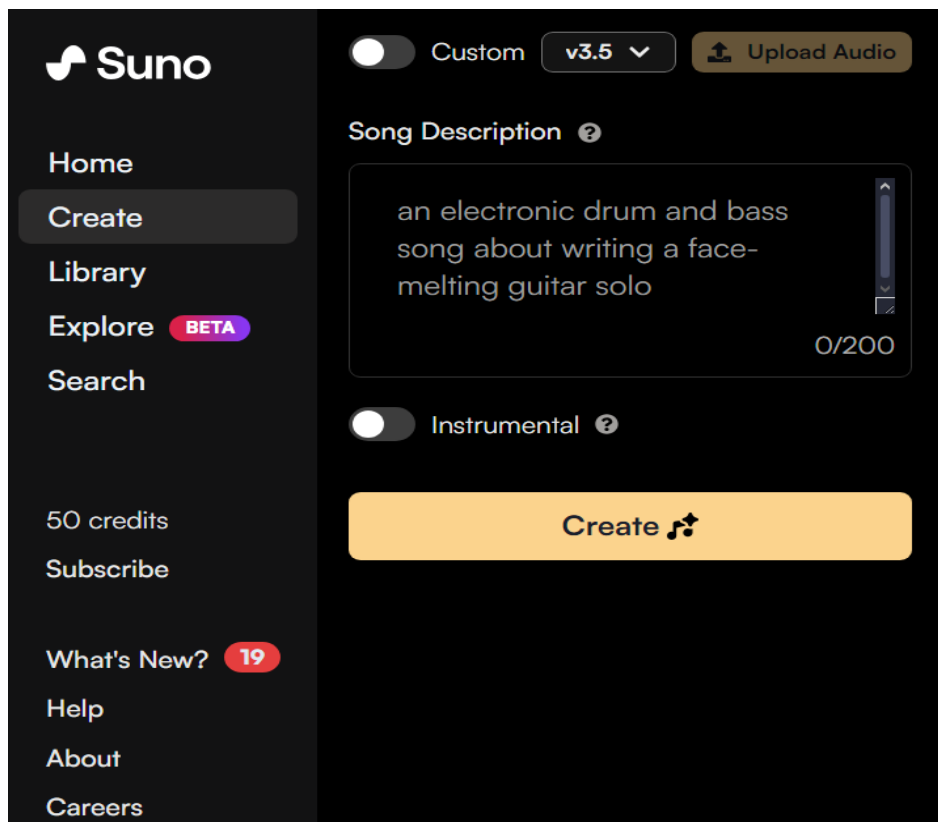 Suno
Home
Create
Library
Explore BETA
Search
50 credits
Subscribe
What's New? 19
Help
About
Careers
Custom v3.5 Upload Audio
Song Description ?
an electronic drum and bass
song about writing a face-
melting guitar solo
0/200
Instrumental ?
Create